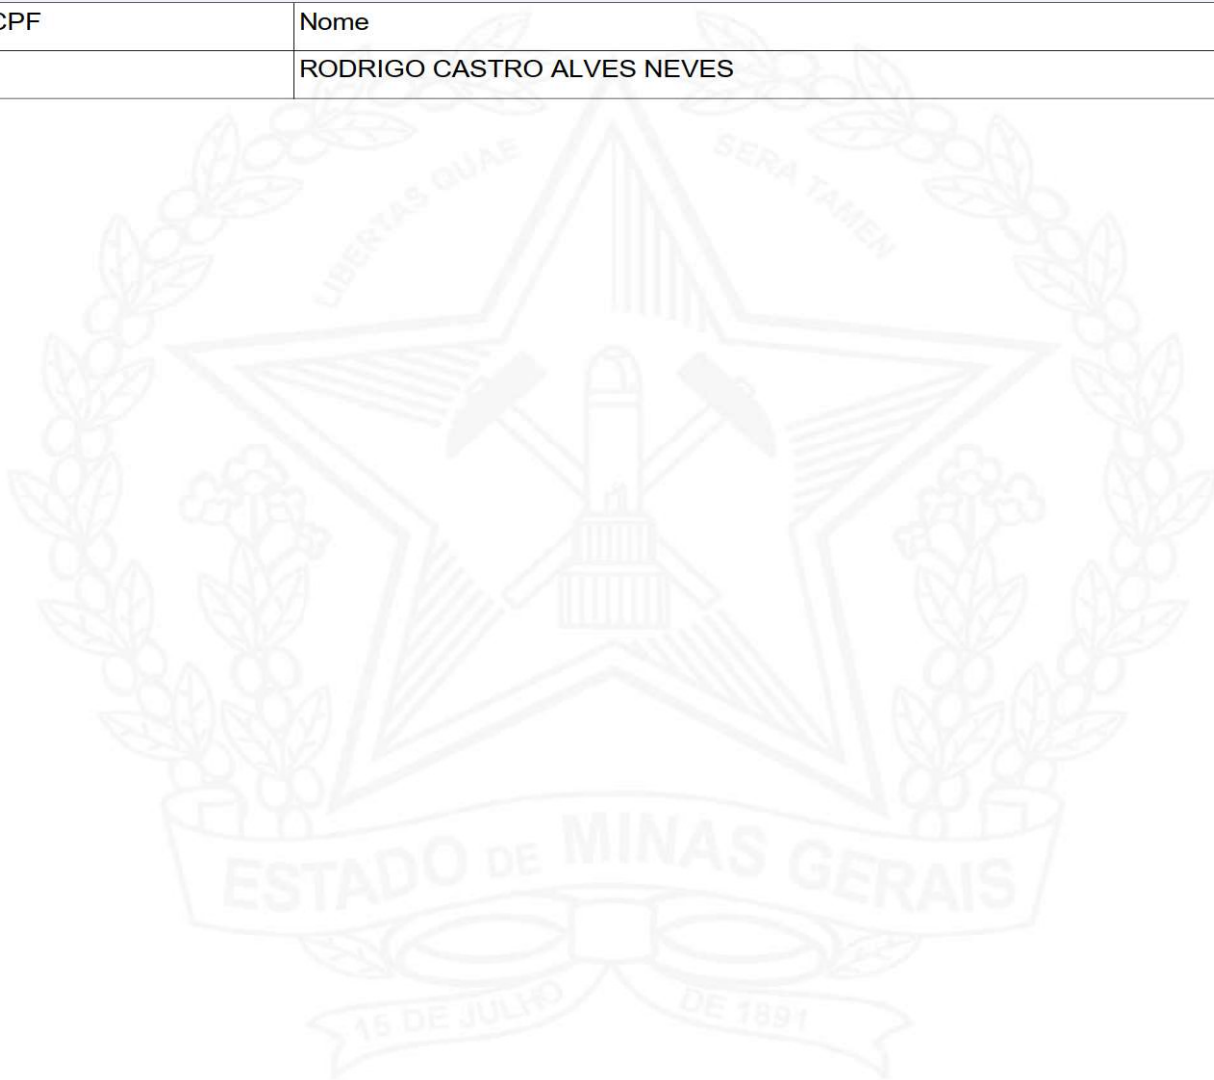 CPF Nome
RODRIGO CASTRO ALVES NEVES
LIBERTAS QUAE SERA TAMEN
ESTADO DE MINAS GERAIS
15 DE JULHO DE 1891